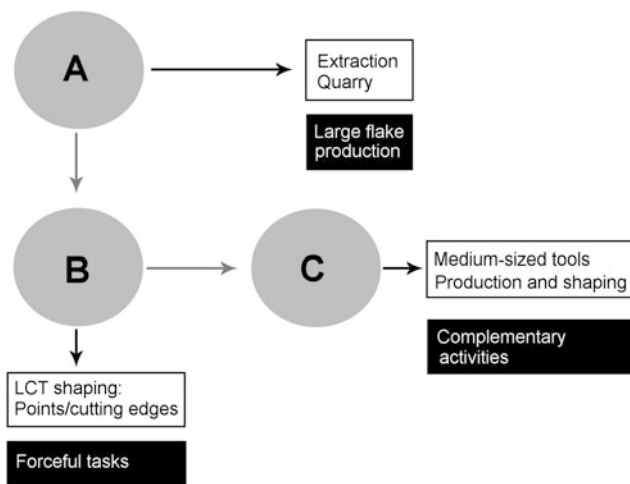 A
Extraction
Quarry
Large flake
production
B
C
Medium-sized tools
Production and shaping
Complementary
activities
LCT shaping:
Points/cutting edges
Forceful tasks